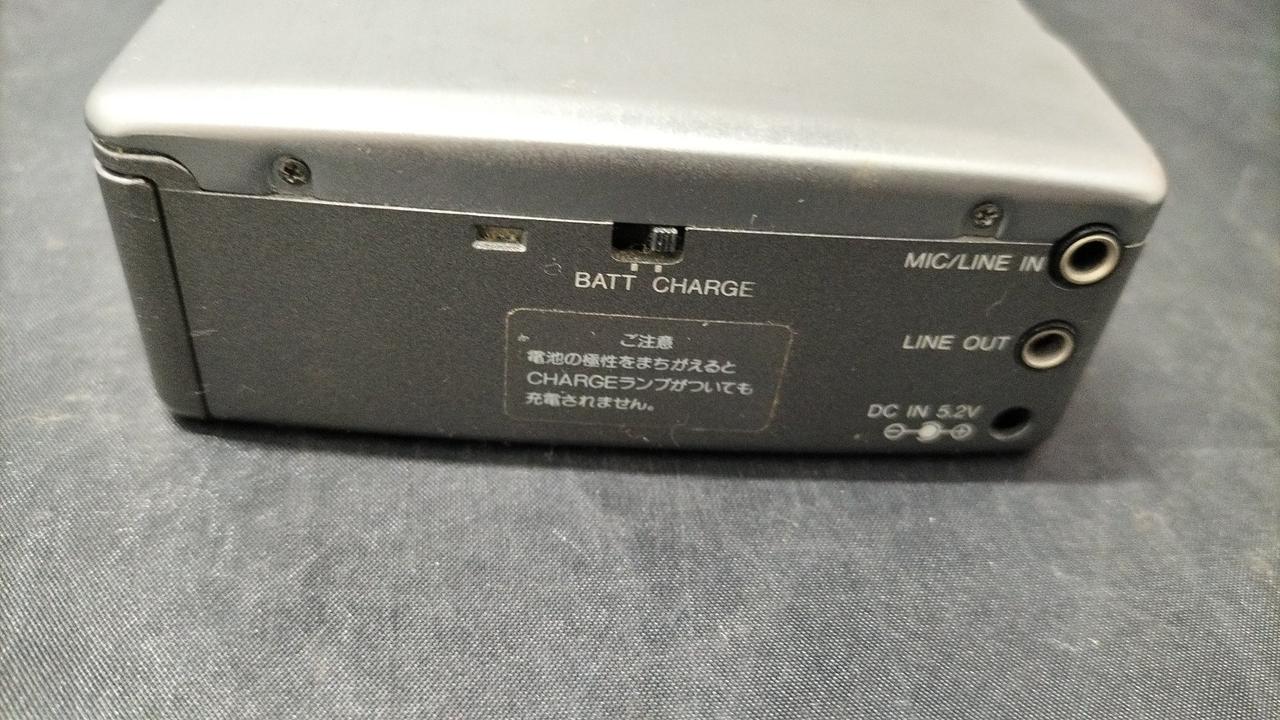 MIC/LINE IN
BATT CHARGE
LINE OUT
ご注意
電池の極性をまちがえると
CHARGEランプがついても
充電されません。
DC IN 5.2V